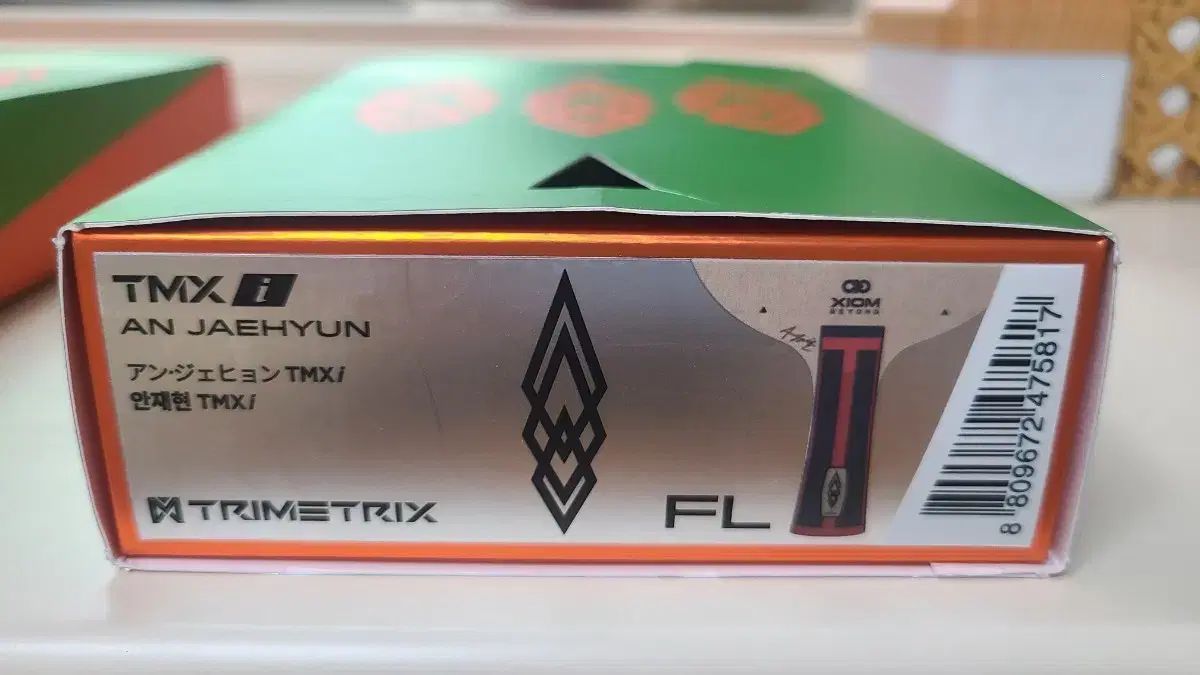 TMX i
AN JAEHYUN
アン·ジェヒョン TMXi
안재현 TMXi
TRIMETRIX
FL
XIOM
BEYOND
8 809672 475817